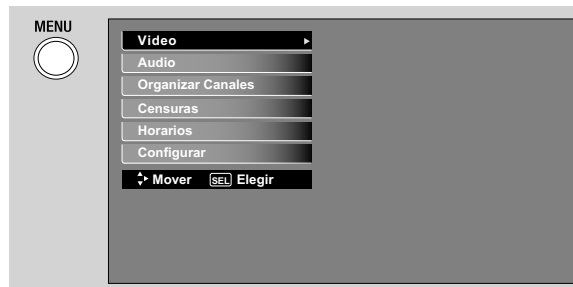 MENU
Video
Audio
Organizar Canales
Censuras
Horarios
Configurar
Mover SEL Elegir